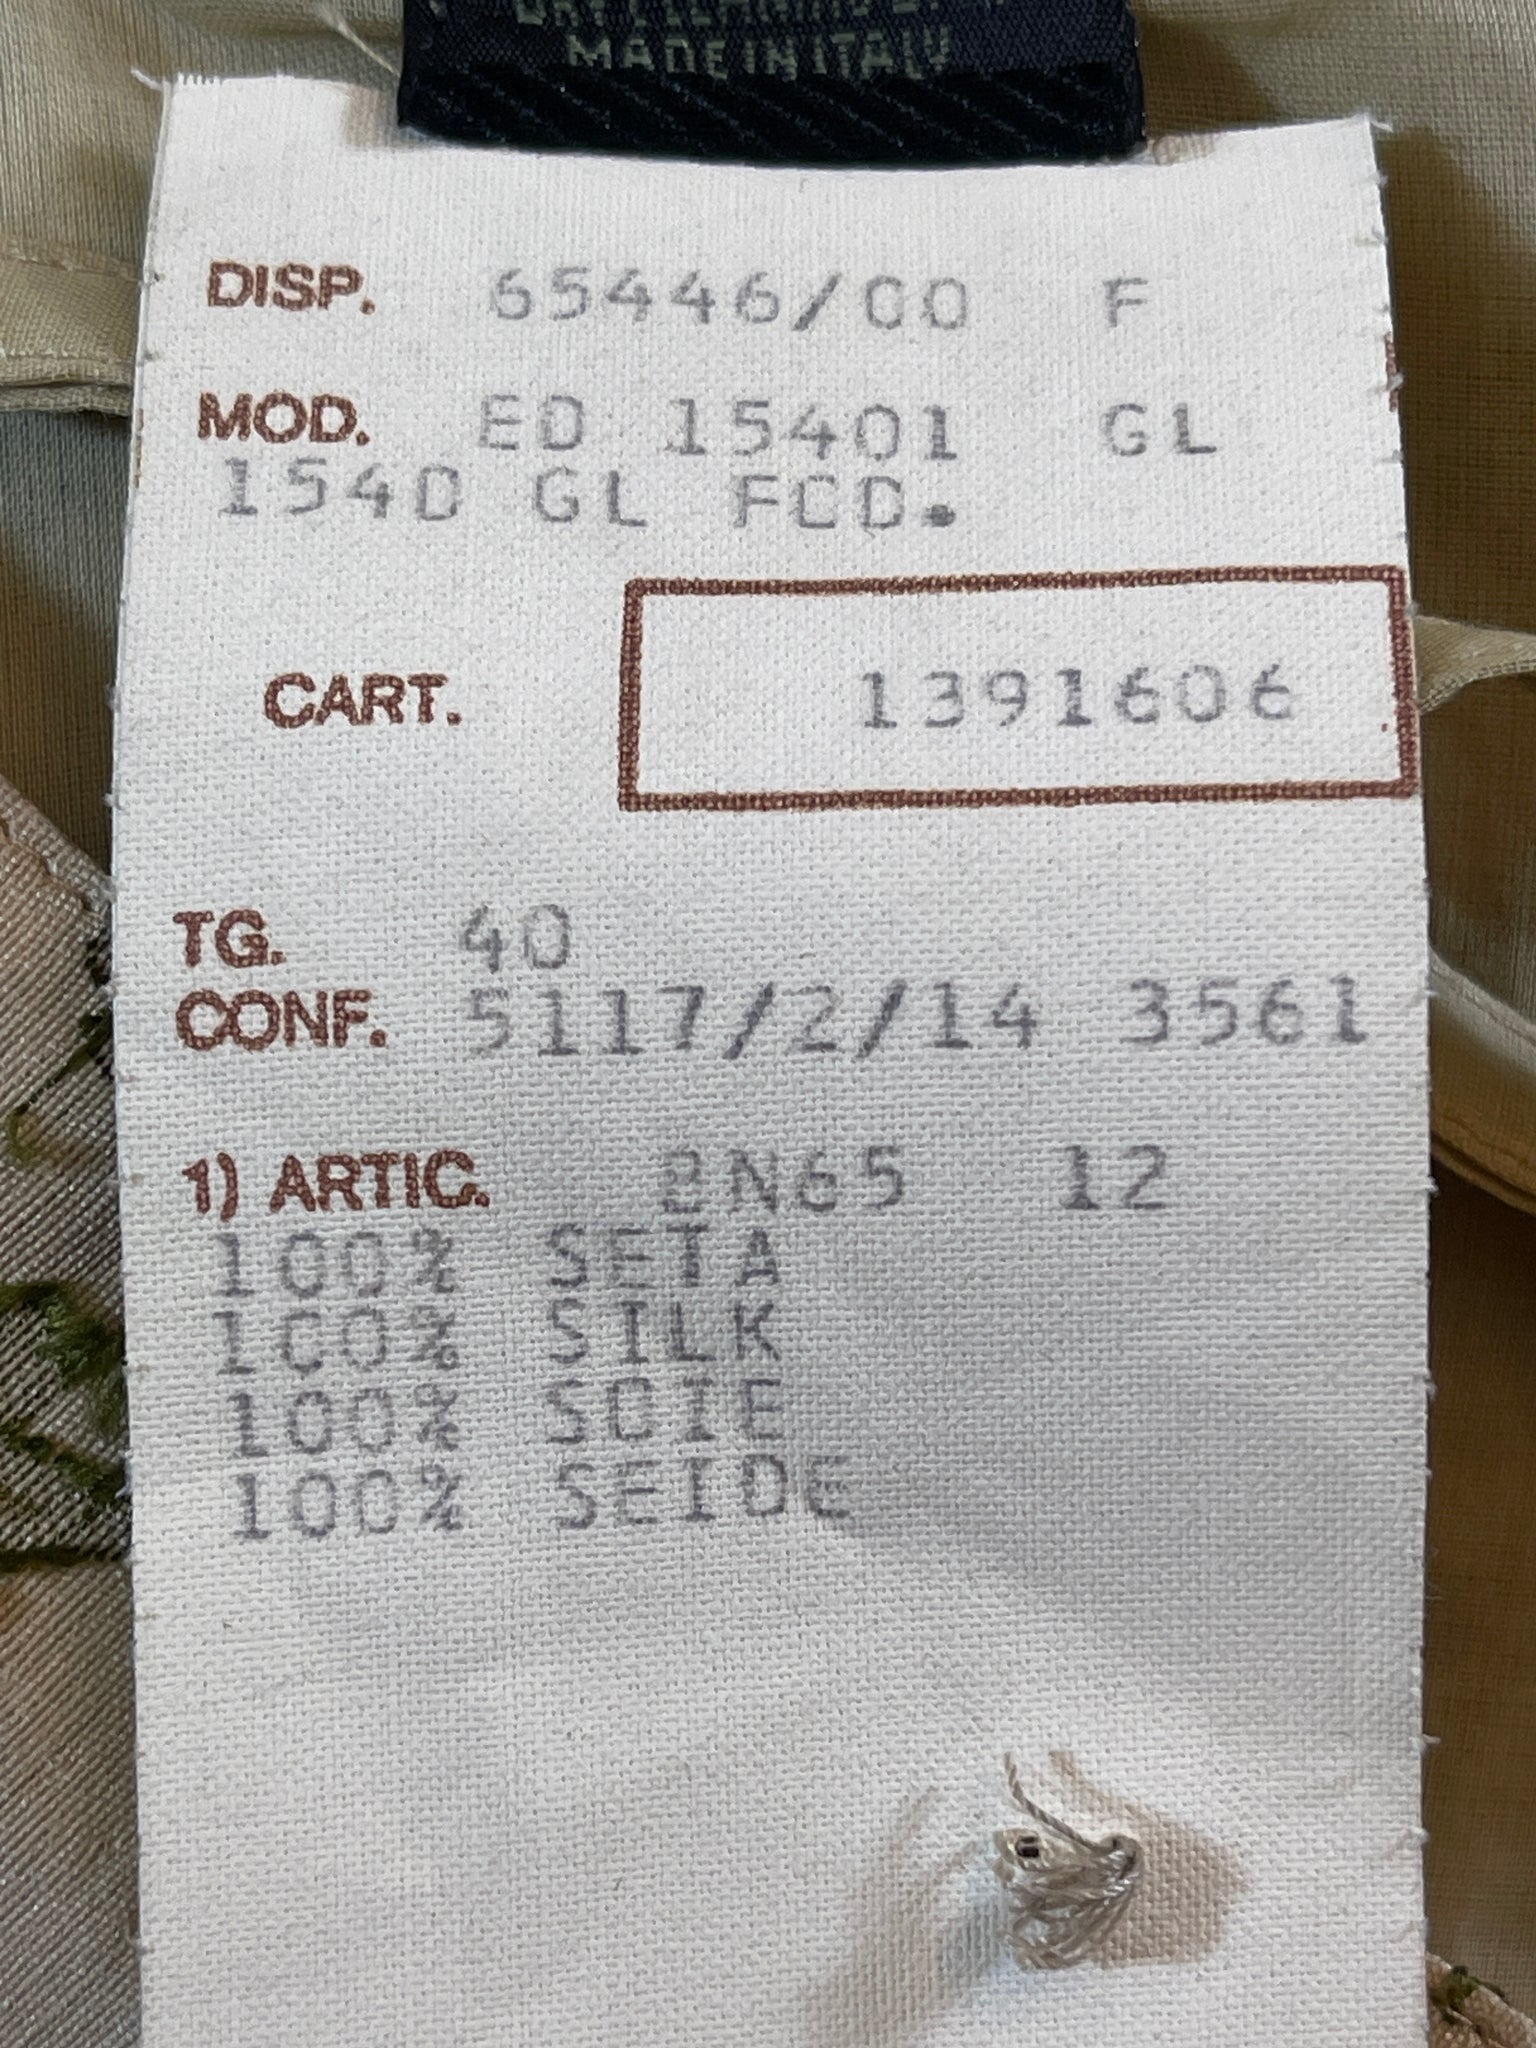 MADE IN ITALY
DISP. 65446/00 F
MOD. ED 15401 GL
1540 GL FCD.
CART. 1391606
TG. 40
CONF. 5117/2/14 3561
1) ARTIC. 2N65 12
100% SETA
100% SILK
100% SOIE
100% SEIDE